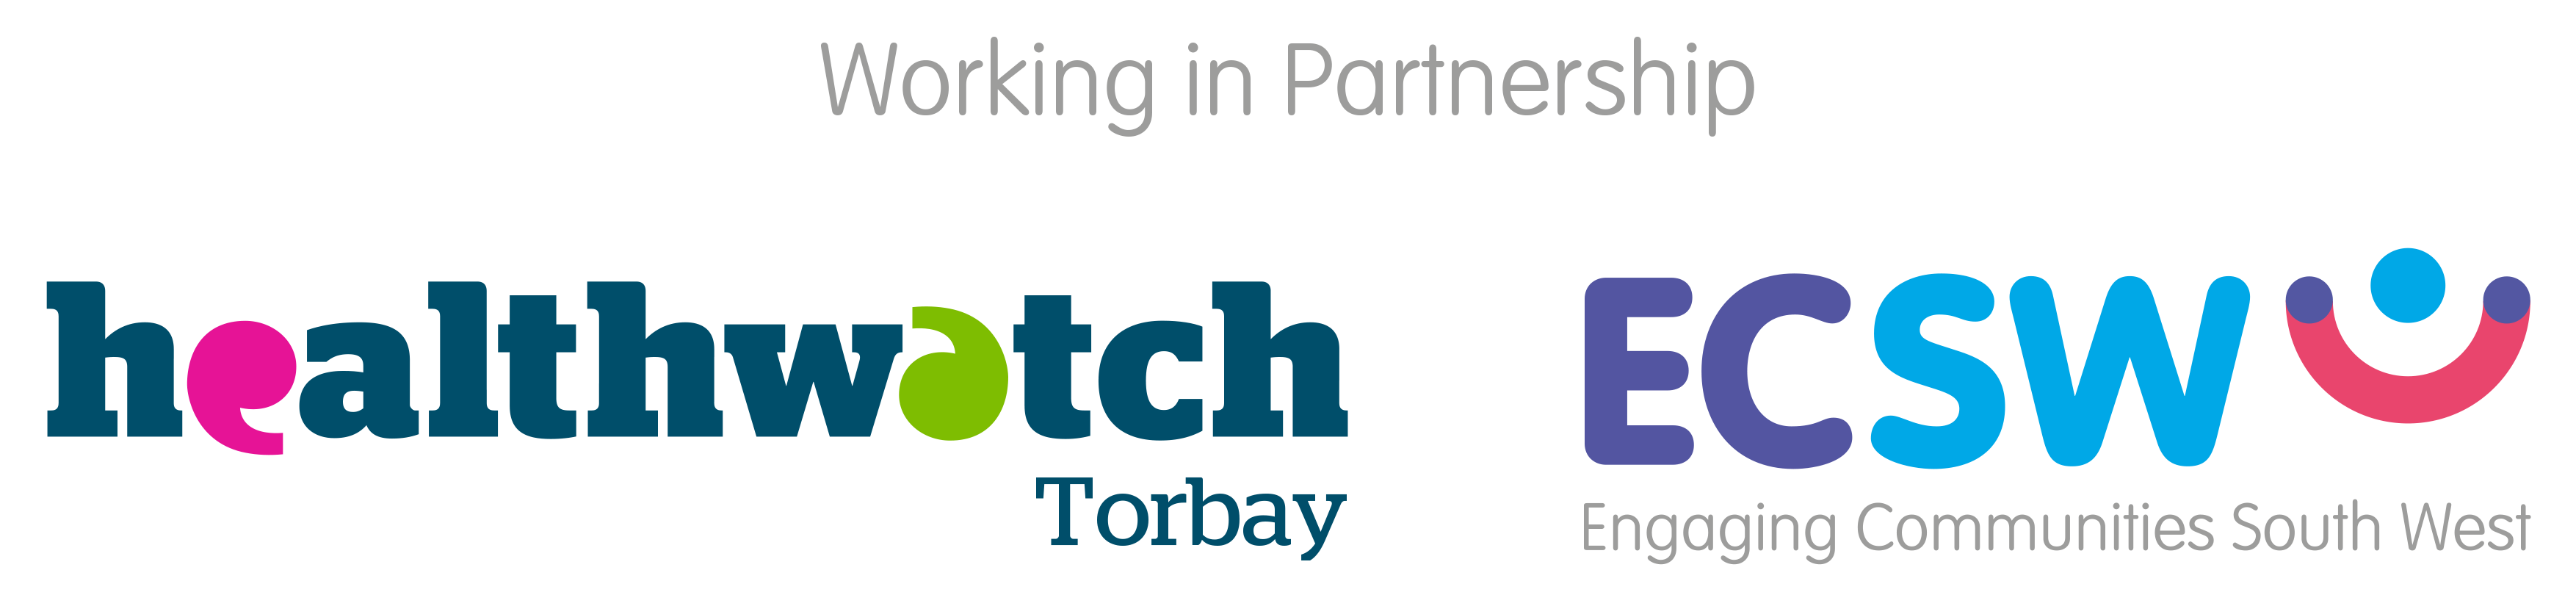 Working in Partnership
healthwatch
Torbay
ECSW
Engaging Communities South West